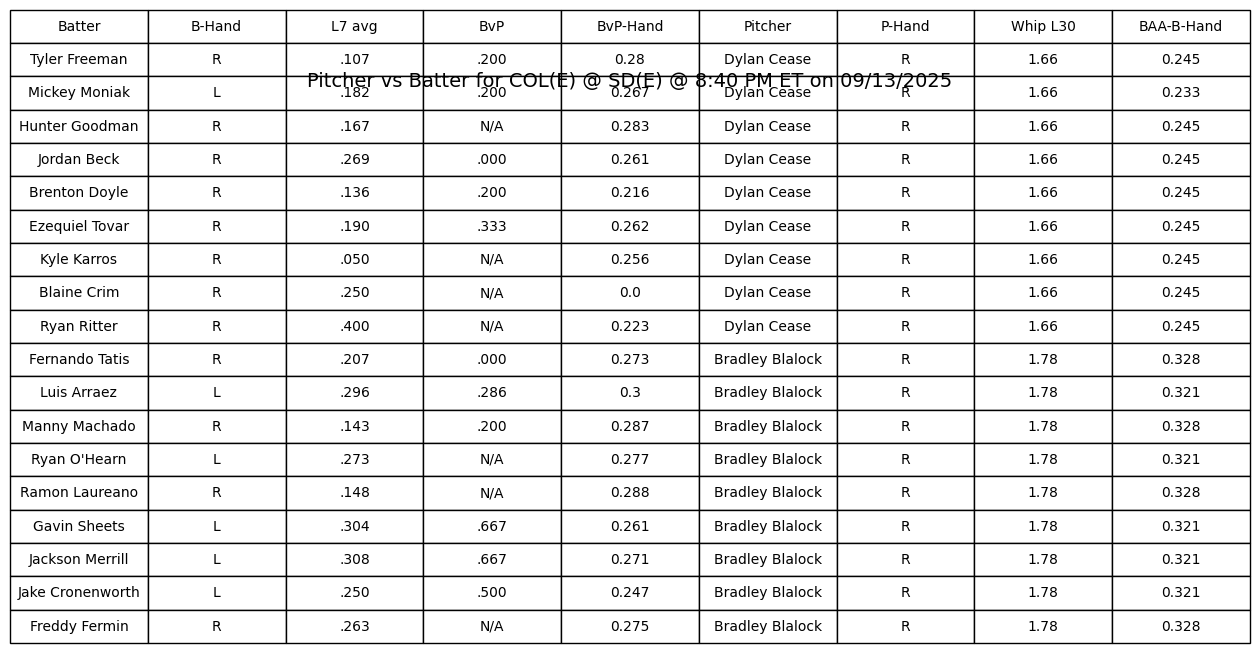 Batter B-Hand L7 avg BvP BvP-Hand Pitcher P-Hand Whip L30 BAA-B-Hand
Tyler Freeman R .107 .200 0.28 Dylan Cease R 1.66 0.245
Pitcher vs Batter for COL(E) @ SD(E) @ 8:40 PM ET on 09/13/2025
Mickey Moniak L .182 .200 0.267 Dylan Cease R 1.66 0.233
Hunter Goodman R .167 N/A 0.283 Dylan Cease R 1.66 0.245
Jordan Beck R .269 .000 0.261 Dylan Cease R 1.66 0.245
Brenton Doyle R .136 .200 0.216 Dylan Cease R 1.66 0.245
Ezequiel Tovar R .190 .333 0.262 Dylan Cease R 1.66 0.245
Kyle Karros R .050 N/A 0.256 Dylan Cease R 1.66 0.245
Blaine Crim R .250 N/A 0.0 Dylan Cease R 1.66 0.245
Ryan Ritter R .400 N/A 0.223 Dylan Cease R 1.66 0.245
Fernando Tatis R .207 .000 0.273 Bradley Blalock R 1.78 0.328
Luis Arraez L .296 .286 0.3 Bradley Blalock R 1.78 0.321
Manny Machado R .143 .200 0.287 Bradley Blalock R 1.78 0.328
Ryan O'Hearn L .273 N/A 0.277 Bradley Blalock R 1.78 0.321
Ramon Laureano R .148 N/A 0.288 Bradley Blalock R 1.78 0.328
Gavin Sheets L .304 .667 0.261 Bradley Blalock R 1.78 0.321
Jackson Merrill L .308 .667 0.271 Bradley Blalock R 1.78 0.321
Jake Cronenworth L .250 .500 0.247 Bradley Blalock R 1.78 0.321
Freddy Fermin R .263 N/A 0.275 Bradley Blalock R 1.78 0.328